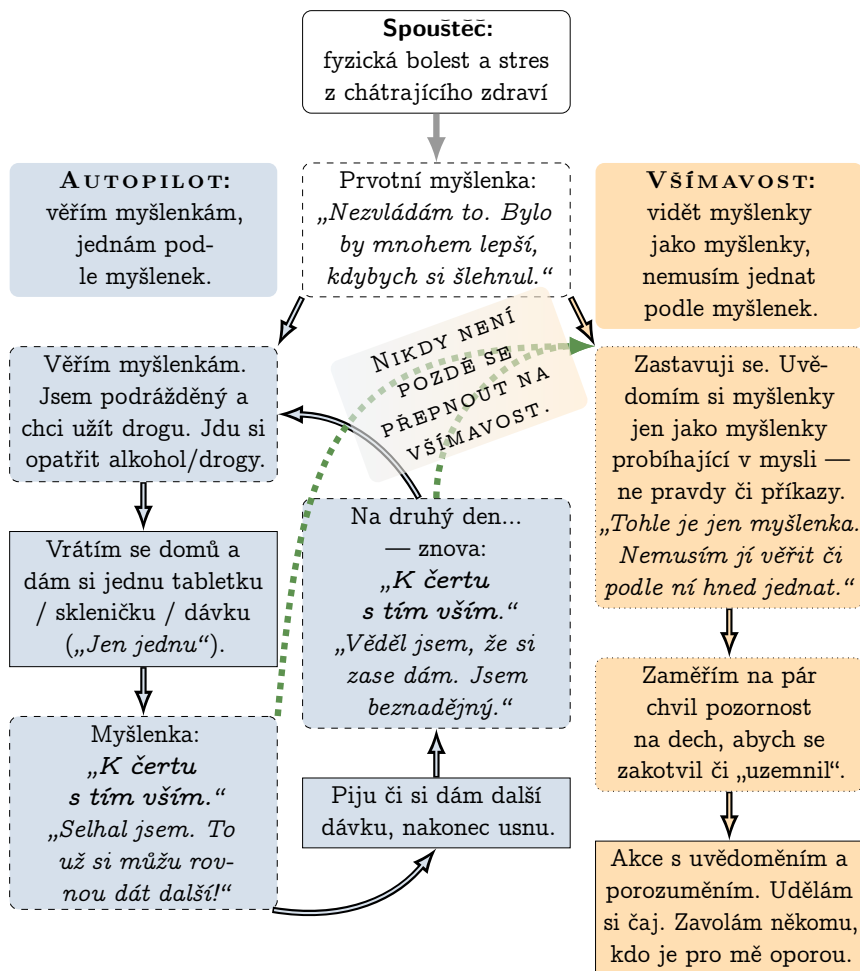 Spouštěč:
fyzická bolest a stres
z chátrajícího zdraví
AUTOPILOT:
věřím myšlenkám,
jednám pod-
le myšlenek.
Prvotní myšlenka:
„Nezvládám to. Bylo
by mnohem lepší,
kdybych si šlehnul.“
VŠÍMAVOST:
vidět myšlenky
jako myšlenky,
nemusím jednat
podle myšlenek.
NIKDY NENÍ
POZDĚ SE
PŘEPNOUT NA
VŠÍMAVOST.
Věřím myšlenkám.
Jsem podrážděný a
chci užít drogu. Jdu si
opatřit alkohol/drogy.
Vrátím se domů a
dám si jednu tabletku
/ skleničku / dávku
(„Jen jednu“).
Myšlenka:
„K čertu
s tím vším.“
„Selhal jsem. To
už si můžu rov-
nou dát další!“
Piju či si dám další
dávku, nakonec usnu.
Na druhý den...
— znova:
„K čertu
s tím vším.“
„Věděl jsem, že si
zase dám. Jsem
beznadějný.“
Zastavuji se. Uvě-
domím si myšlenky
jen jako myšlenky
probíhající v mysli —
ne pravdy či příkazy.
„Tohle je jen myšlenka.
Nemusím jí věřit či
podle ní hned jednat.“
Zaměřím na pár
chvil pozornost
na dech, abych se
zakotvil či „uzemnil“.
Akce s uvědoměním a
porozuměním. Udělám
si čaj. Zavolám někomu,
kdo je pro mě oporou.